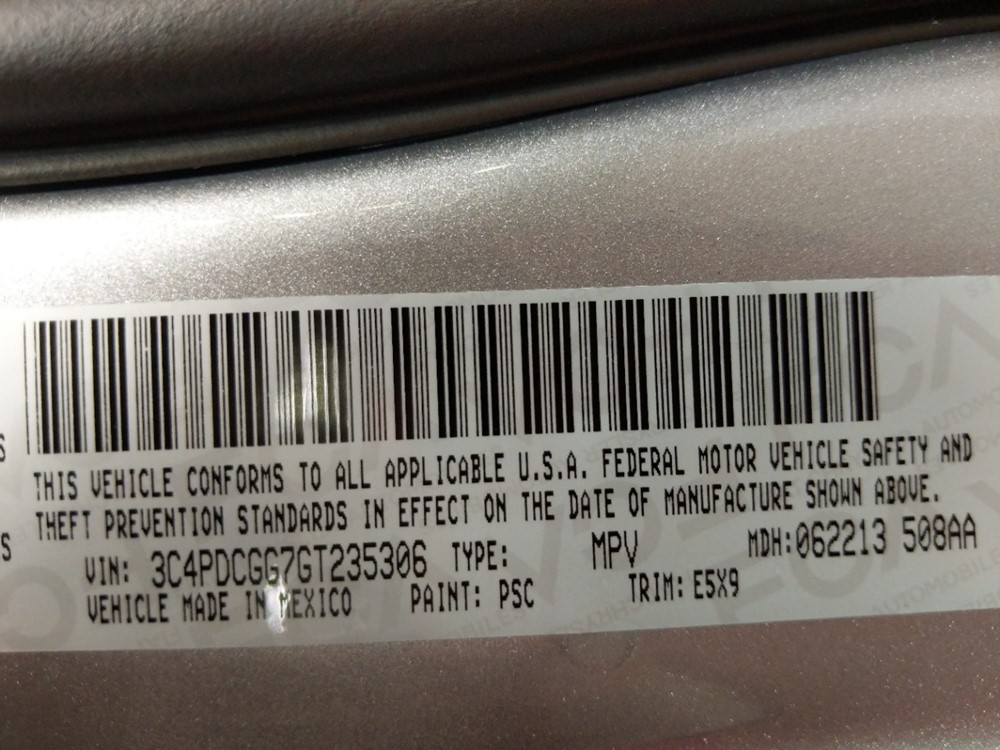 THIS VEHICLE CONFORMS TO ALL APPLICABLE U.S.A. FEDERAL MOTOR VEHICLE SAFETY AND
THEFT PREVENTION STANDARDS IN EFFECT ON THE DATE OF MANUFACTURE SHOWN ABOVE.
VIN: 3C4PDCGG7GT235306 TYPE: MPV MDH:062213 508AA
VEHICLE MADE IN MEXICO PAINT: PSC TRIM: E5X9